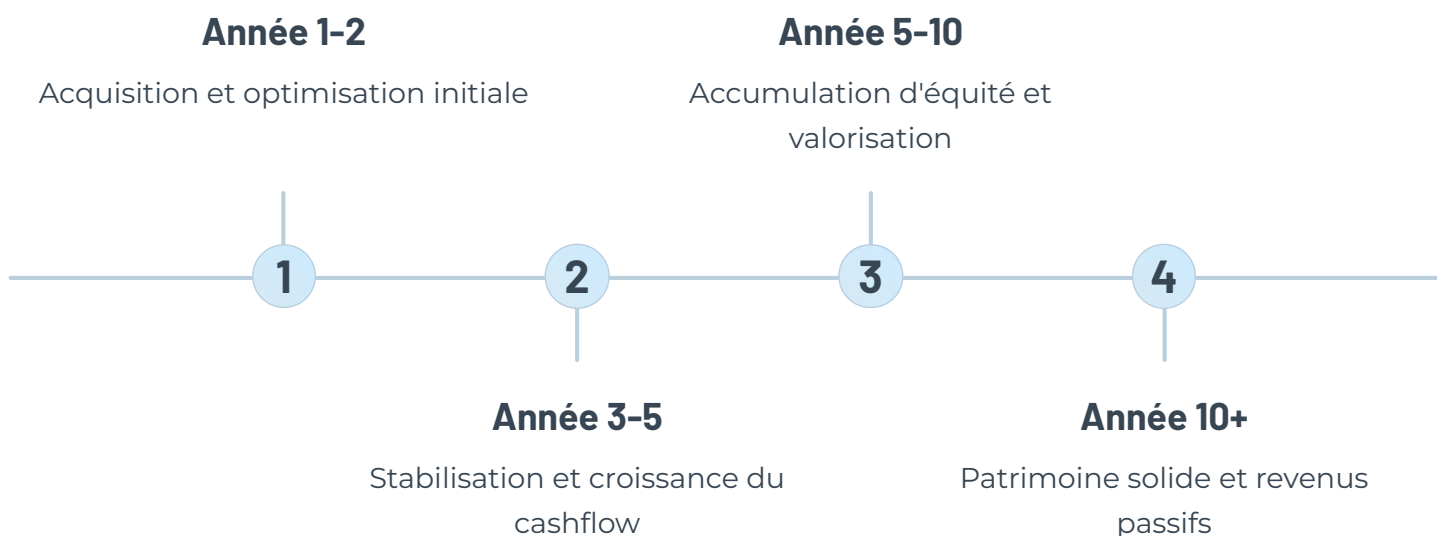 Année 1-2
Acquisition et optimisation initiale
Année 5-10
Accumulation d'équité et
valorisation
1
2
3
4
Année 3-5
Stabilisation et croissance du
cashflow
Année 10+
Patrimoine solide et revenus
passifs